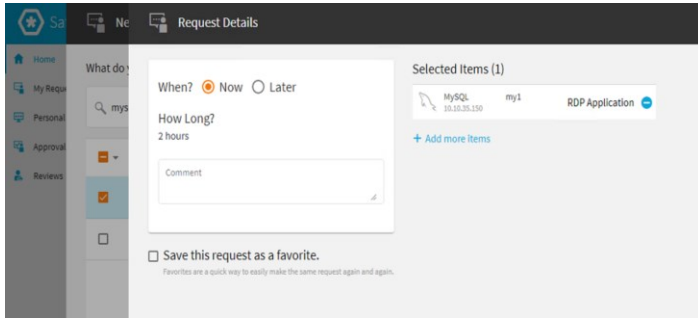 Sa
Ne
Request Details
Home
My Requ
Personal
Approval
Reviews
What do y
mys
When? Now Later
How Long?
2 hours
Comment
Save this request as a favorite.
Favorites are a quick way to easily make the same request again and again.
Selected Items (1)
MySQL my1 RDP Application
10.10.35.150
+ Add more items